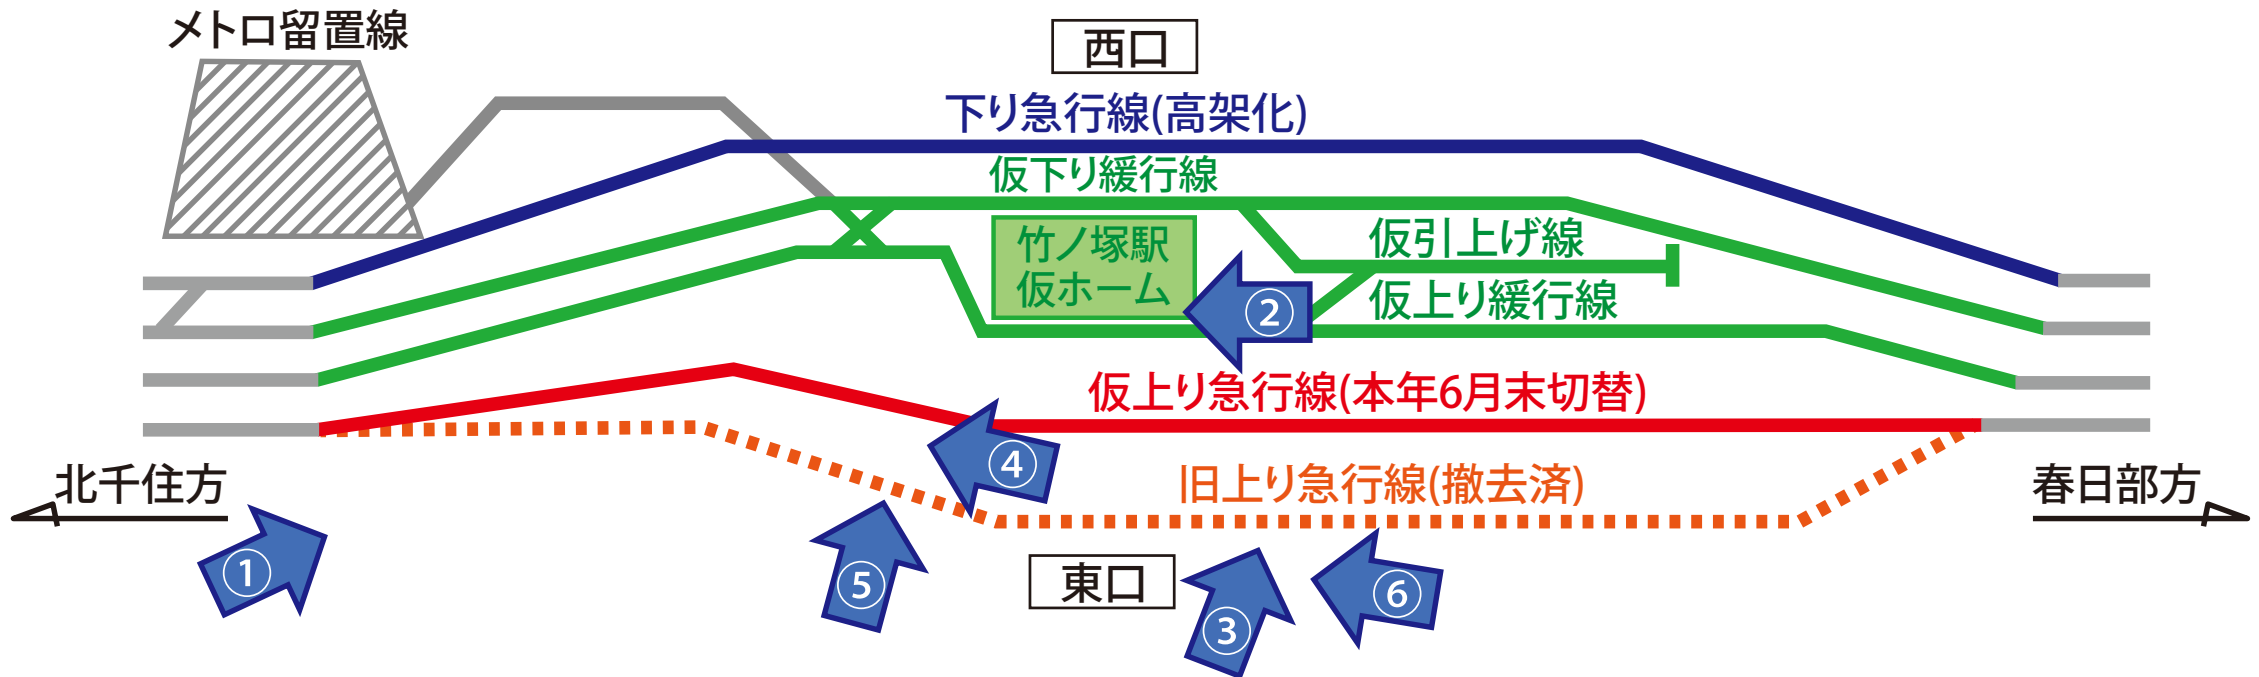 メトロ留置線
西口
下り急行線(高架化)
仮下り緩行線
竹ノ塚駅
仮ホーム
仮引上げ線
仮上り緩行線
②
仮上り急行線(本年6月末切替)
④
旧上り急行線(撤去済)
北千住方
春日部方
①
⑤
東口
③
⑥